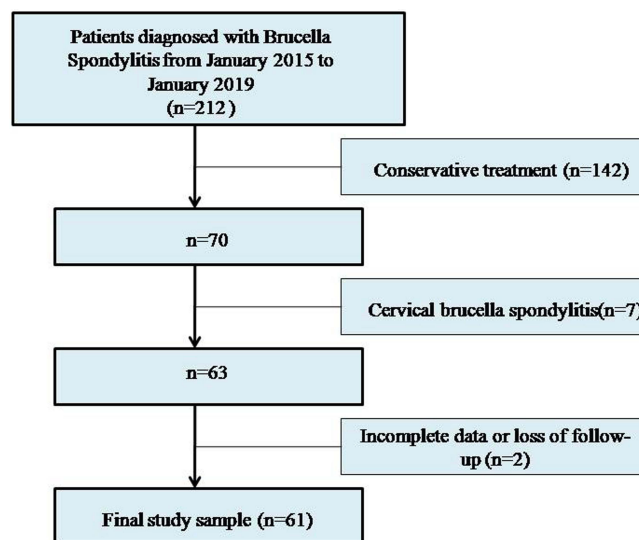 Patients diagnosed with Brucella
Spondylitis from January 2015 to
January 2019
(n=212 )
Conservative treatment (n=142)
n=70
Cervical brucella spondylitis(n=7)
n=63
Incomplete data or loss of follow-
up (n=2)
Final study sample (n=61)